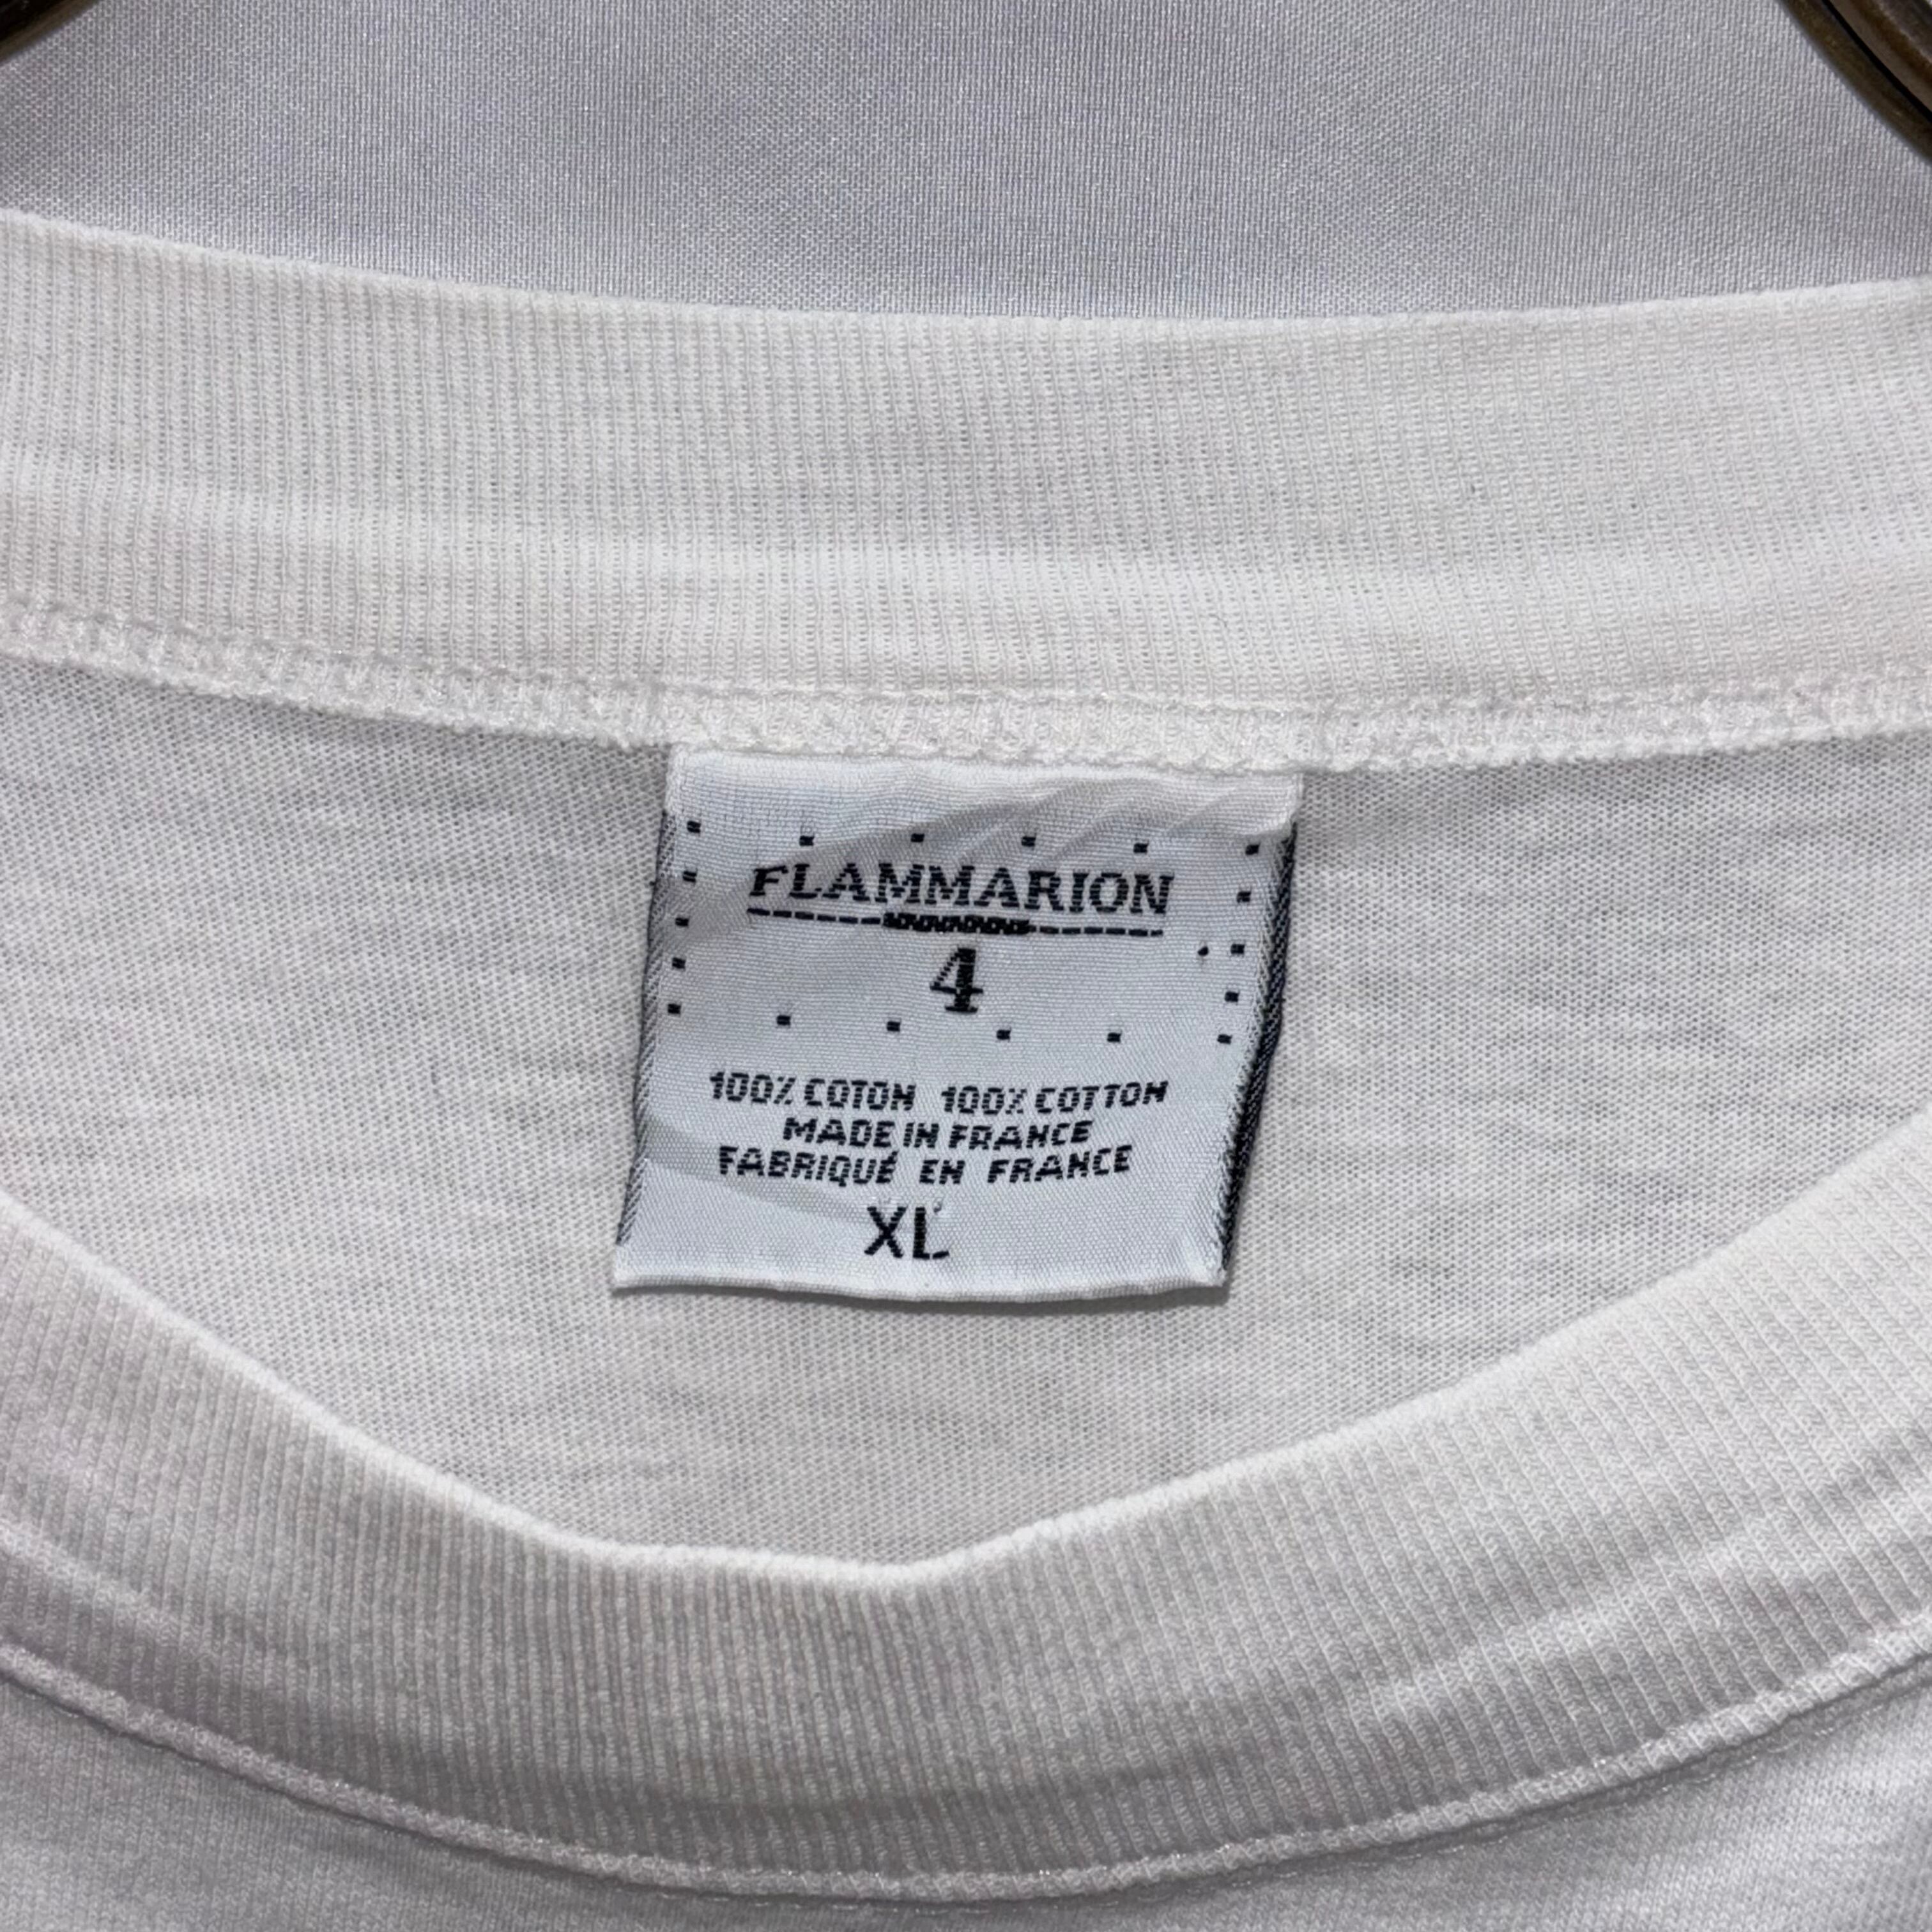 FLAMMARION
4
100% COTON 100% COTTON
MADE IN FRANCE
FABRIQUÉ EN FRANCE
XL